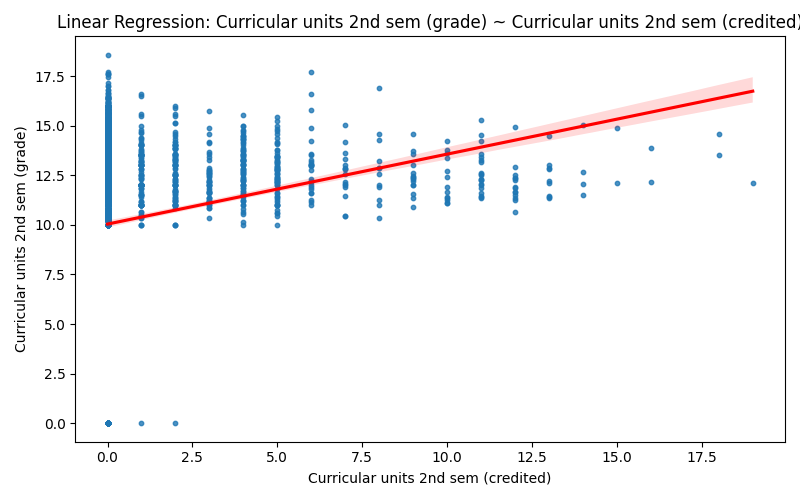 Linear Regression: Curricular units 2nd sem (grade) ~ Curricular units 2nd sem (credited)
17.5
15.0
12.5
10.0
7.5
5.0
2.5
0.0
Curricular units 2nd sem (grade)
0.0 2.5 5.0 7.5 10.0 12.5 15.0 17.5
Curricular units 2nd sem (credited)